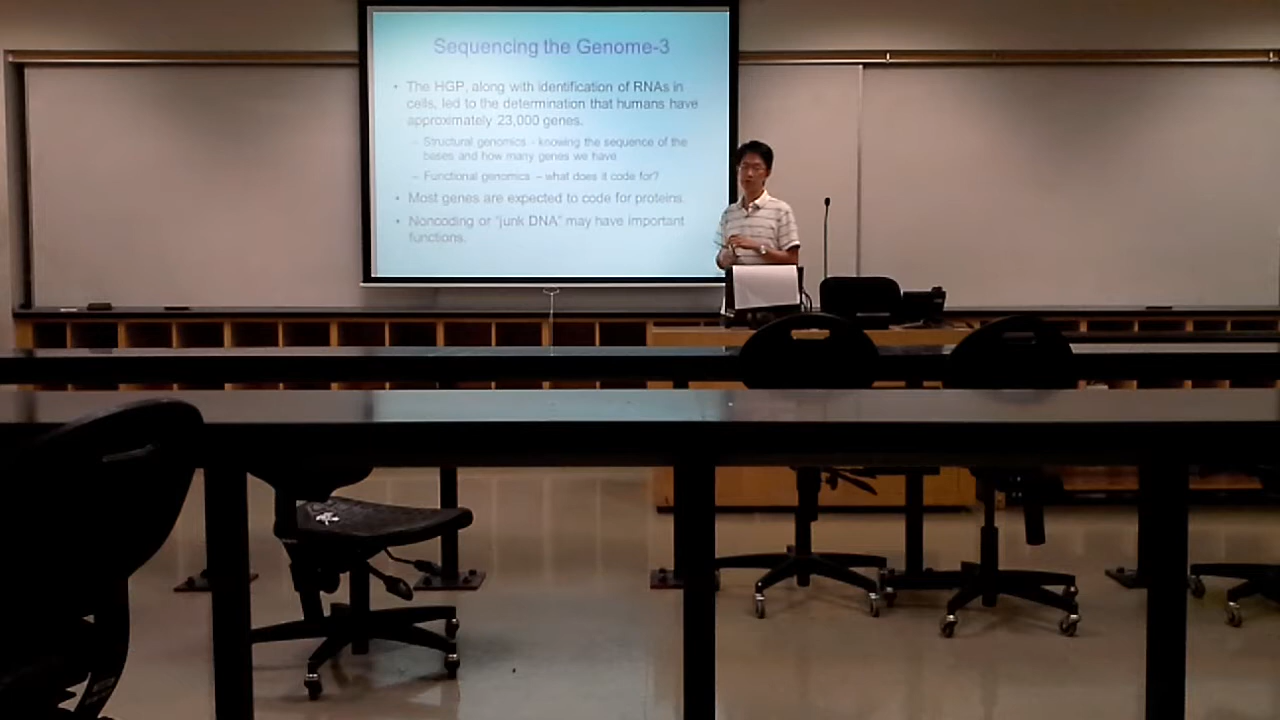 Sequencing the Genome-3
• The HGP, along with identification of RNAs in
cells, led to the determination that humans have
approximately 23,000 genes.
– Structural genomics - knowing the sequence of the
bases and how many genes we have
– Functional genomics – what does it code for?
• Most genes are expected to code for proteins.
• Noncoding or "junk DNA" may have important
functions.